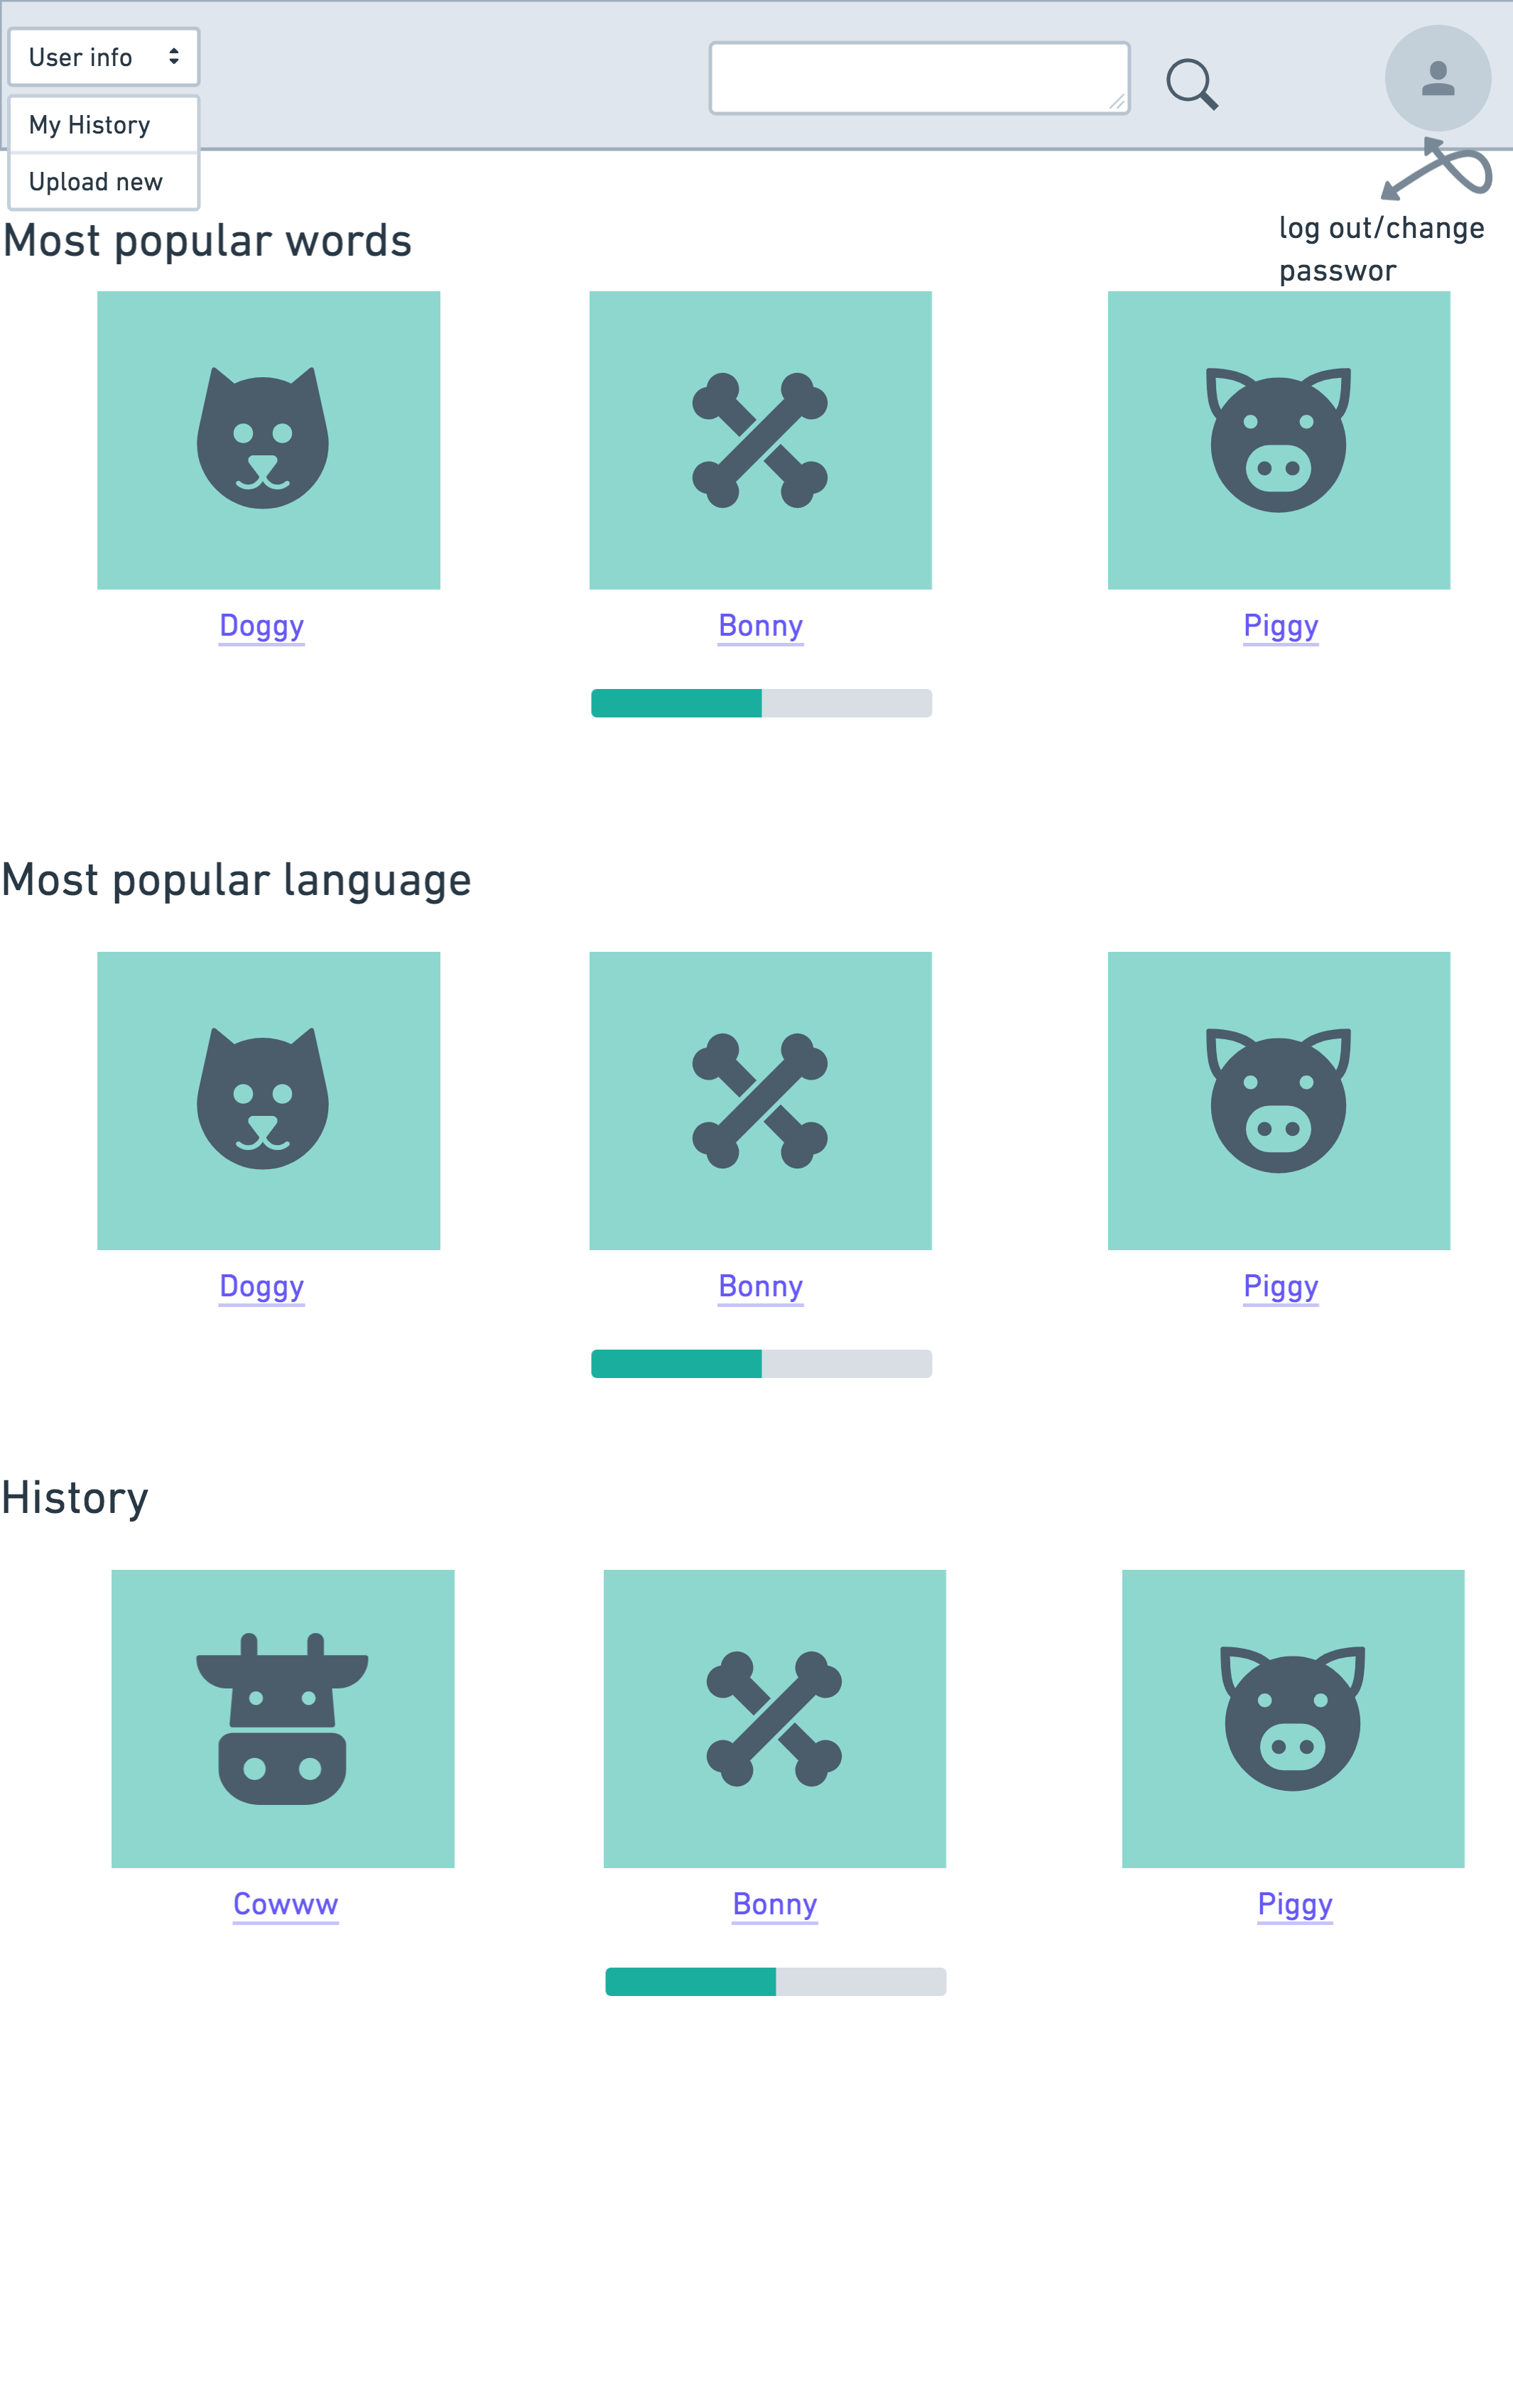 User info
My History
Upload new
log out/change
passwor
Most popular words
Doggy
Bonny
Piggy
Most popular language
Doggy
Bonny
Piggy
History
Cowww
Bonny
Piggy